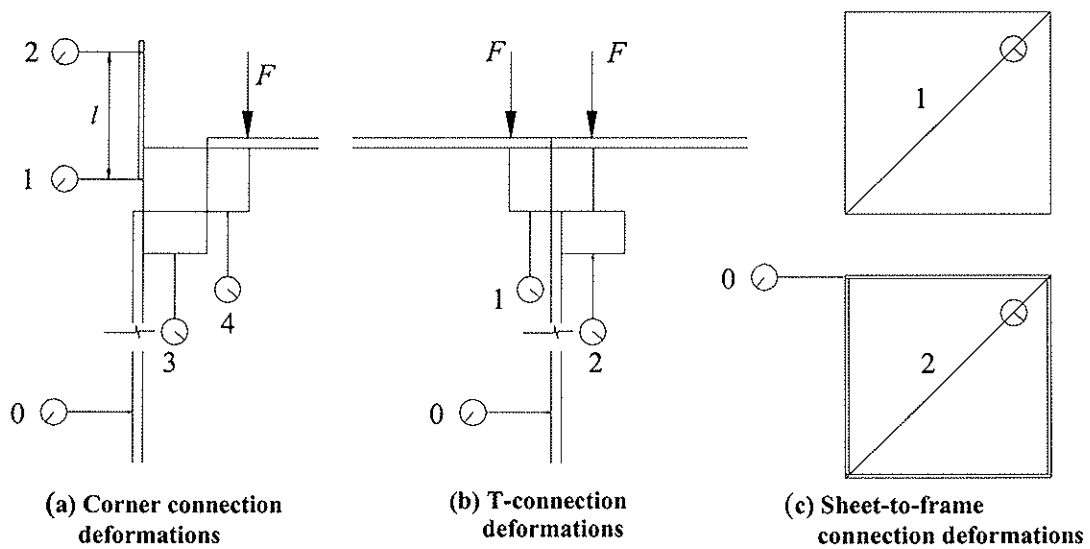 2
l
F
1
4
3
0
(a) Corner connection
deformations
F
F
1
2
0
(b) T-connection
deformations
1
0
2
(c) Sheet-to-frame
connection deformations